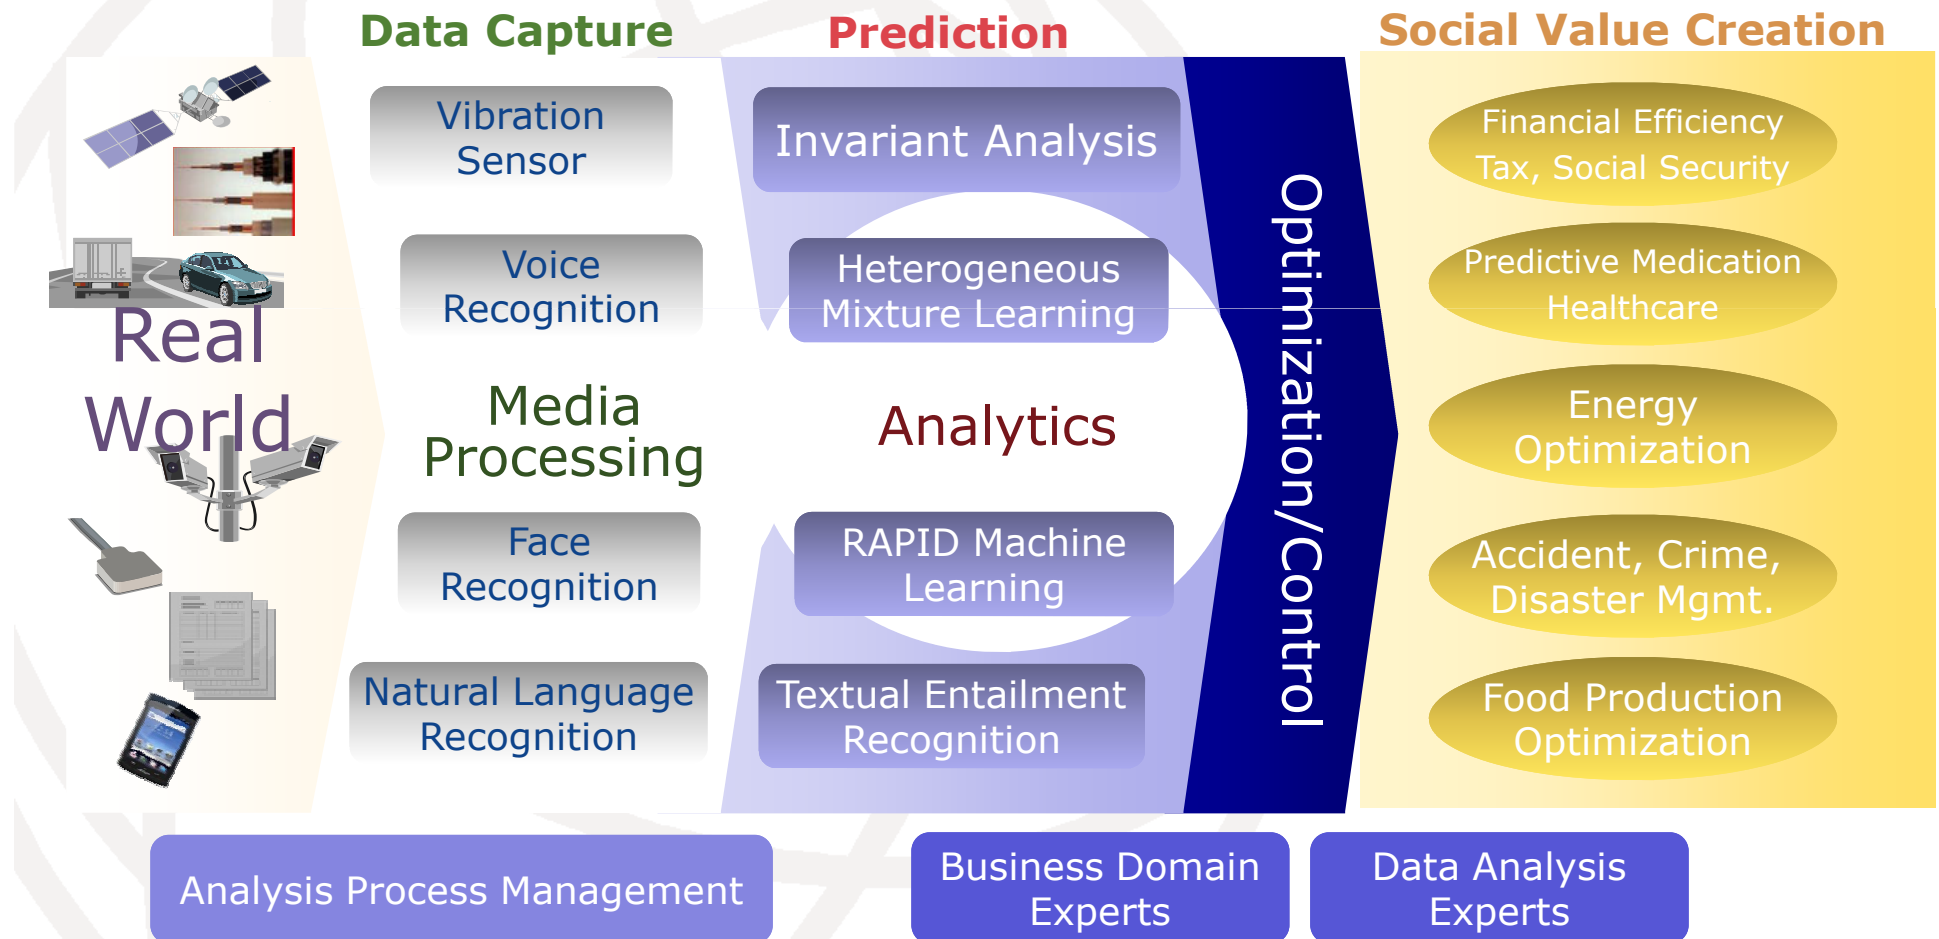 Data Capture
Prediction
Social Value Creation
Real
World
Vibration
Sensor
Voice
Recognition
Media
Processing
Face
Recognition
Natural Language
Recognition
Invariant Analysis
Heterogeneous
Mixture Learning
Analytics
RAPID Machine
Learning
Textual Entailment
Recognition
Optimization/Control
Financial Efficiency
Tax, Social Security
Predictive Medication
Healthcare
Energy
Optimization
Accident, Crime,
Disaster Mgmt.
Food Production
Optimization
Analysis Process Management
Business Domain
Experts
Data Analysis
Experts